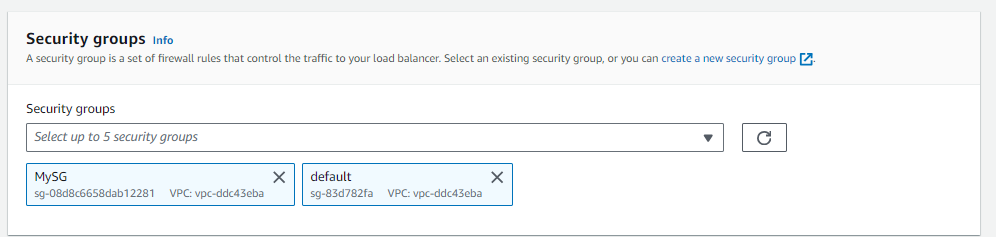 Security groups Info
A security group is a set of firewall rules that control the traffic to your load balancer. Select an existing security group, or you can create a new security group.
Security groups
Select up to 5 security groups
MySG
sg-08d8c6658dab12281 VPC: vpc-ddc43eba
default
sg-83d782fa VPC: vpc-ddc43eba